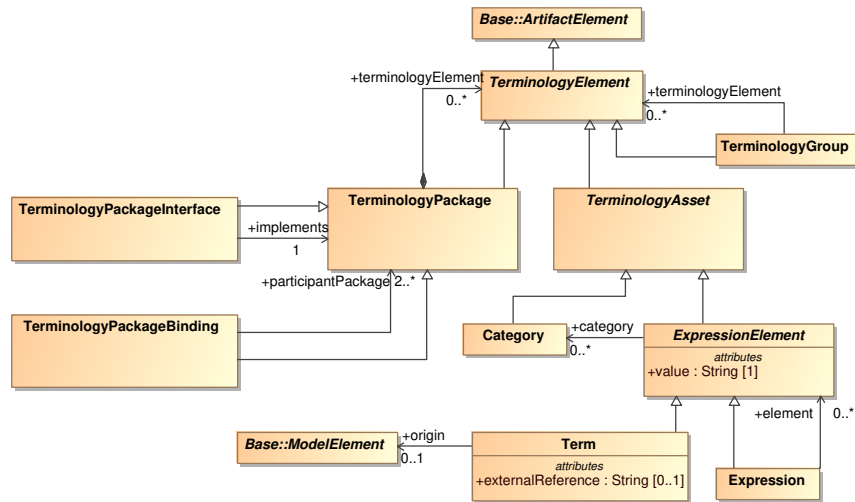 Base::ArtifactElement
+terminologyElement
0..*
TerminologyElement
+terminologyElement
0..*
TerminologyGroup
TerminologyPackageInterface
+implements
1
TerminologyPackage
TerminologyAsset
+participantPackage 2..*
TerminologyPackageBinding
Category
+category
0..*
ExpressionElement
attributes
+value : String [1]
+element
0..*
Base::ModelElement
+origin
0..1
Term
attributes
+externalReference : String [0..1]
Expression